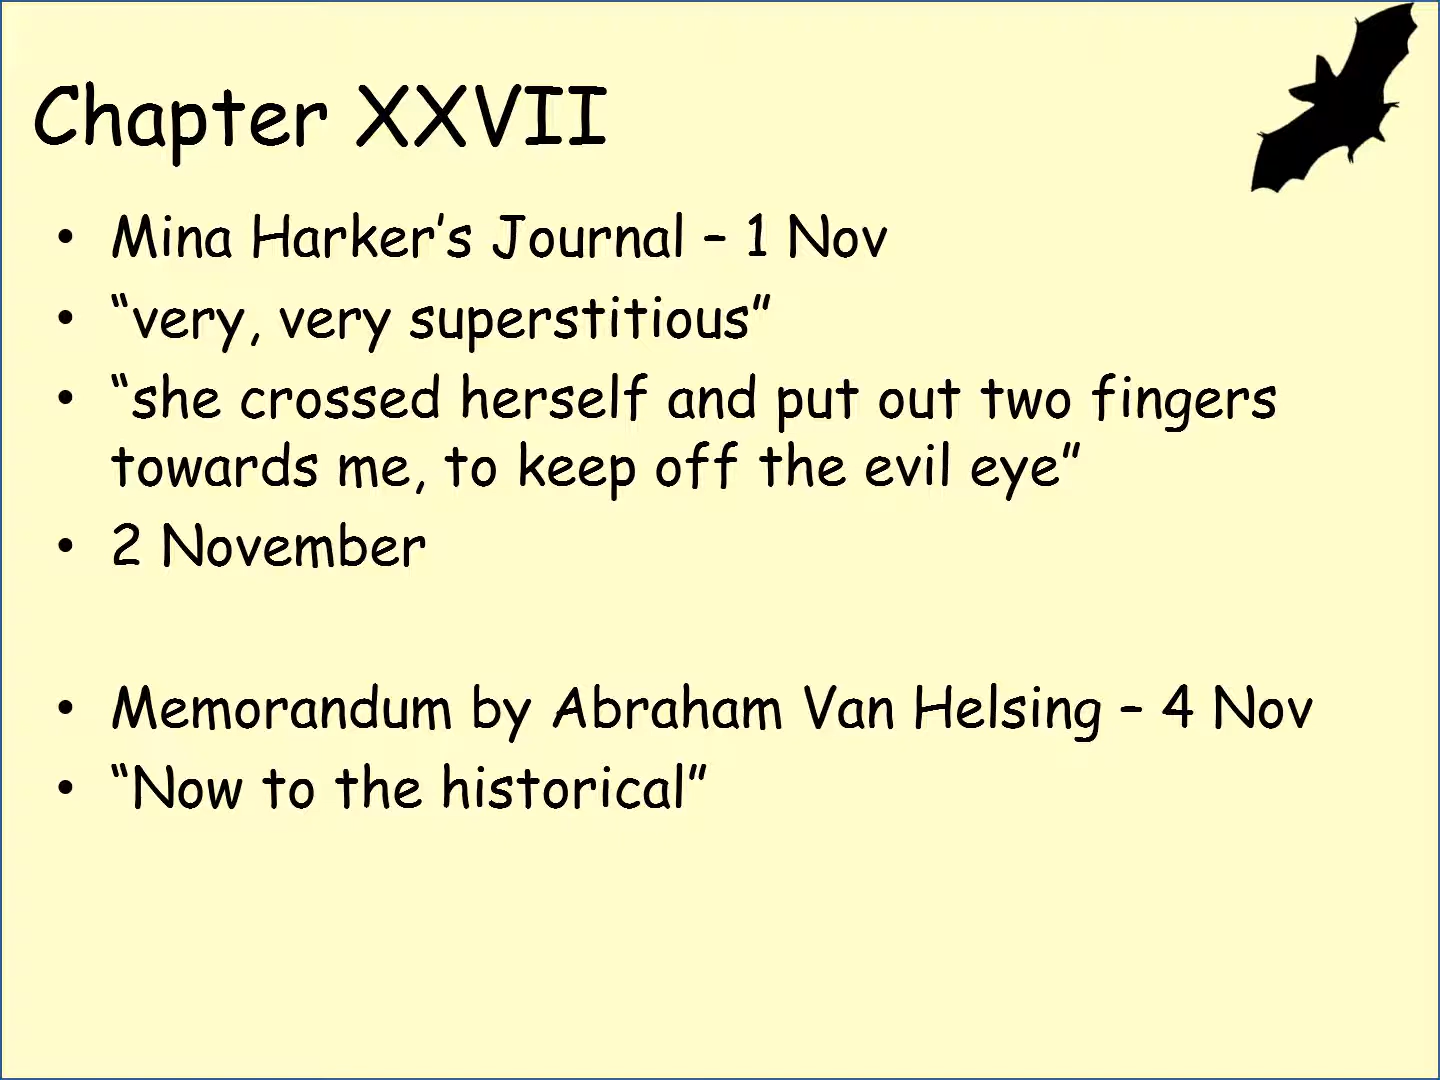 Chapter XXVII
• Mina Harker’s Journal – 1 Nov
• “very, very superstitious”
• “she crossed herself and put out two fingers
towards me, to keep off the evil eye”
• 2 November
• Memorandum by Abraham Van Helsing – 4 Nov
• “Now to the historical”